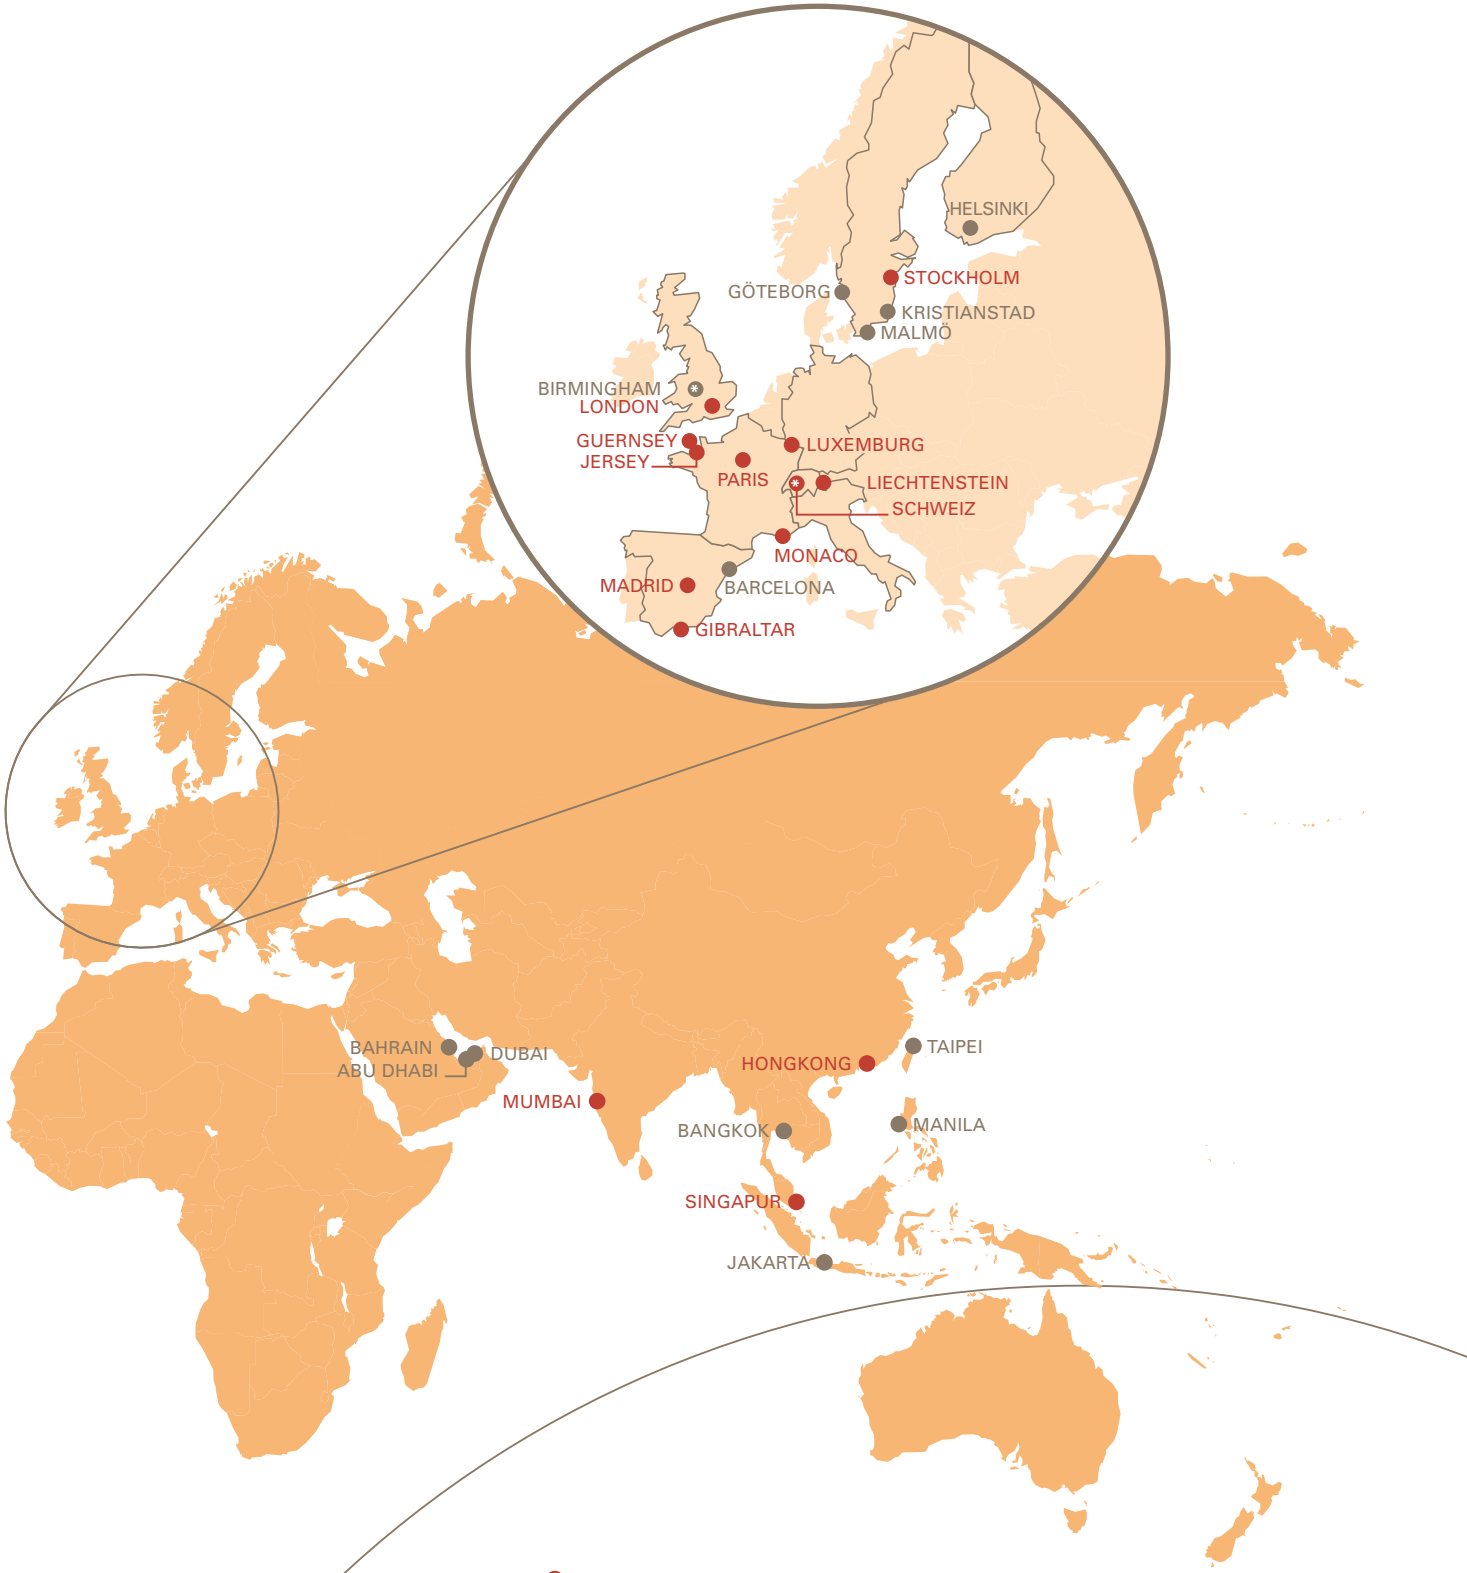 HELSINKI
STOCKHOLM
GÖTEBORG
KRISTIANSTAD
MALMÖ
BIRMINGHAM
*
LONDON
GUERNSEY
LUXEMBURG
JERSEY
PARIS
*
LIECHTENSTEIN
SCHWEIZ
MONACO
MADRID
BARCELONA
GIBRALTAR
BAHRAIN
DUBAI
ABU DHABI
HONGKONG
TAIPEI
MUMBAI
BANGKOK
MANILA
SINGAPUR
JAKARTA